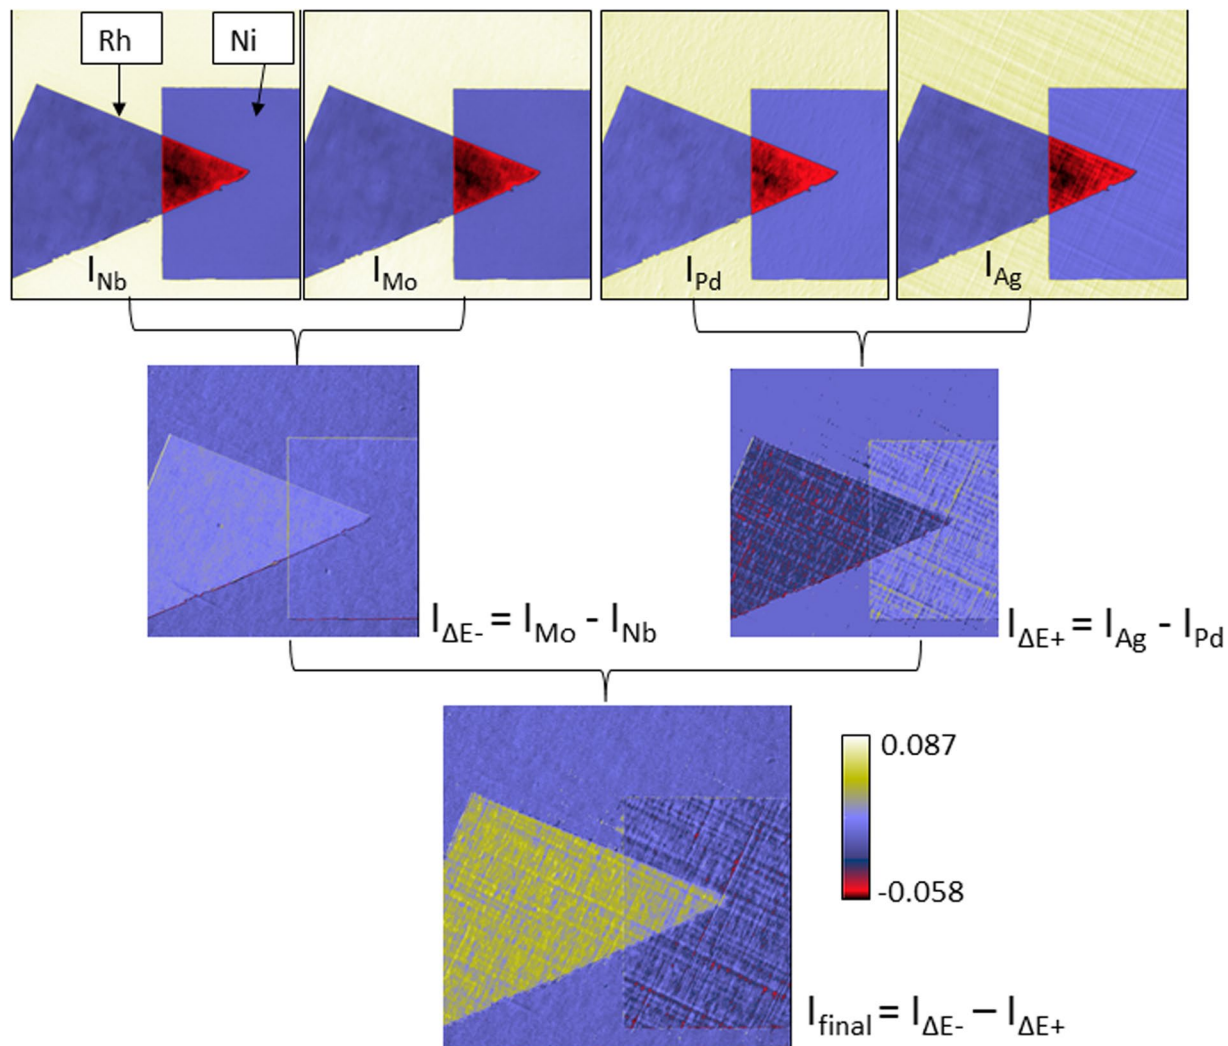 Rh
Ni
I_Nb
I_Mo
I_Pd
I_Ag
I_ΔE- = I_Mo - I_Nb
I_ΔE+ = I_Ag - I_Pd
0.087
-0.058
I_final = I_ΔE- – I_ΔE+